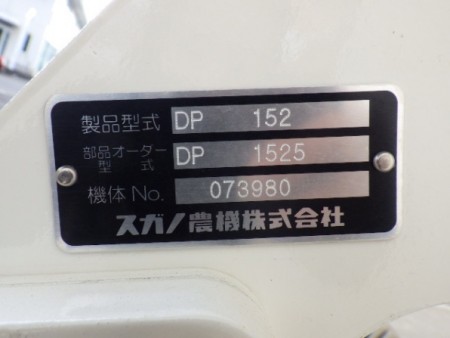 製品型式 DP 152
部品オーダー型式 DP 1525
機体 No. 073980
スガノ農機株式会社